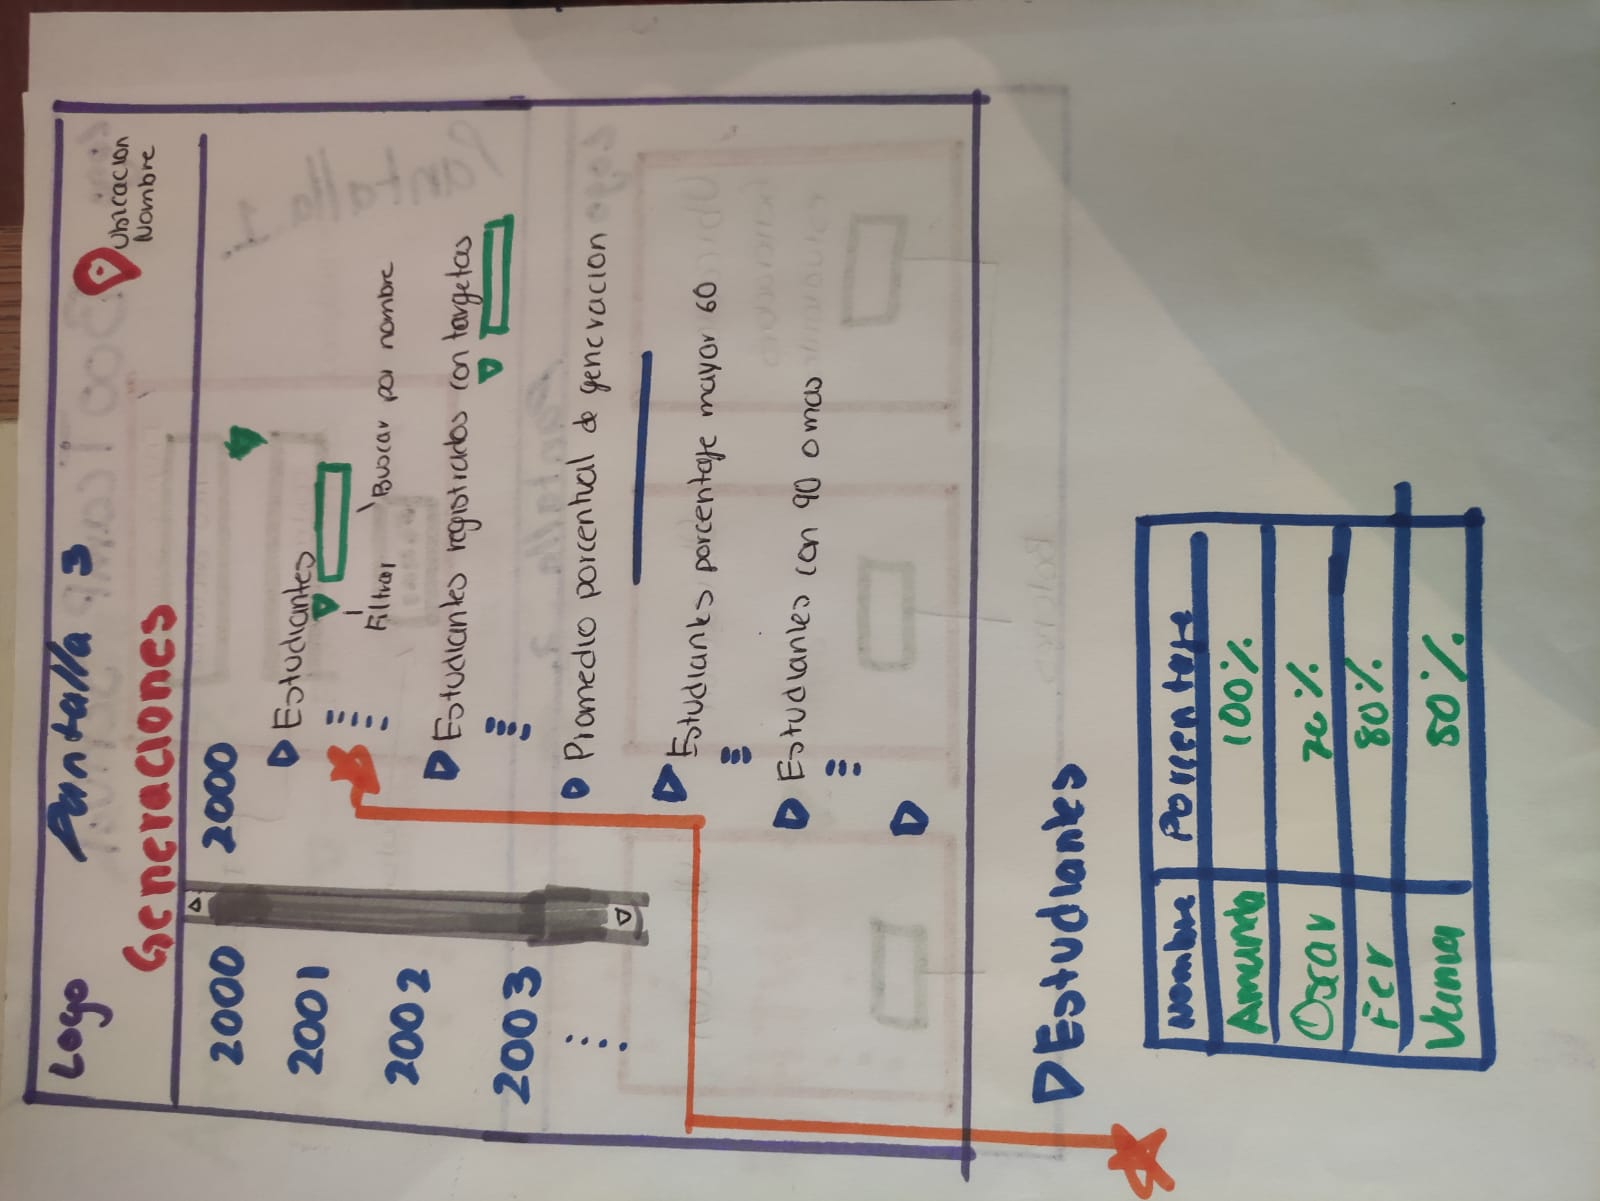 Logo Pantalla 3
Ubicacion
Nombre
Generaciones
2000
2001
2002
2003
2000
Estudiantes
Filtrar Buscar por nombre
Estudiantes registrados con targetas
Promedio porcentual de generacion
Estudiantes porcentaje mayor 60
Estudiantes con 90 o mas
Estudiantes
Nombre Porcentaje
Amanda 100%
Oscar 70%
Fer 80%
Vania 50%